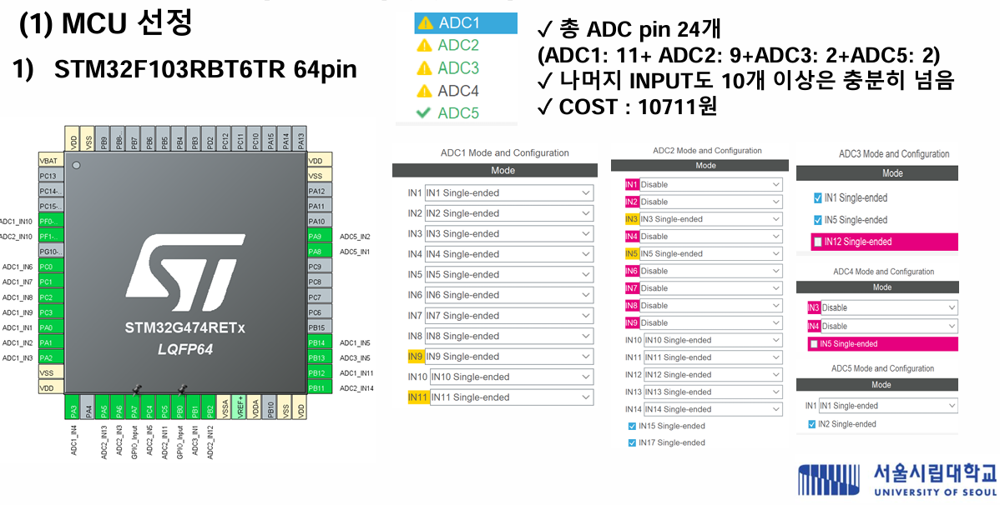 (1) MCU 선정
1) STM32F103RBT6TR 64pin
ADC1
ADC2
ADC3
ADC4
ADC5
✓ 총 ADC pin 24개
(ADC1: 11+ ADC2: 9+ADC3: 2+ADC5: 2)
✓ 나머지 INPUT도 10개 이상은 충분히 넘음
✓ COST : 10711원
VDD
VSS
PB9
PB8-..
PB7
PB6
PB5
PB4
PB3
PD2
PC12
PC11
PC10
PA15
PA14
PA13
VBAT
PC13
PC14-..
PC15-..
ADC1_IN10 PF0-..
ADC2_IN10 PF1-..
PG10-..
ADC1_IN6 PC0
ADC1_IN7 PC1
ADC1_IN8 PC2
ADC1_IN9 PC3
ADC1_IN1 PA0
ADC1_IN2 PA1
ADC1_IN3 PA2
VSS
VDD
VDD
VSS
PA12
PA11
PA10
PA9 ADC5_IN2
PA8 ADC5_IN1
PC9
PC8
PC7
PC6
PB15
PB14 ADC1_IN5
PB13 ADC3_IN5
PB12 ADC1_IN11
PB11 ADC2_IN14
STM32G474RETx
LQFP64
PA3
PA4
PA5
PA6
PA7
PC4
PC5
PB0
PB1
PB2
VSSA
VREF+
VDDA
PB10
VSS
VDD
ADC1_IN4
ADC2_IN13
ADC2_IN3
GPIO_Input
ADC2_IN5
ADC2_IN11
GPIO_Input
ADC3_IN1
ADC2_IN12
ADC1 Mode and Configuration
Mode
IN1 IN1 Single-ended
IN2 IN2 Single-ended
IN3 IN3 Single-ended
IN4 IN4 Single-ended
IN5 IN5 Single-ended
IN6 IN6 Single-ended
IN7 IN7 Single-ended
IN8 IN8 Single-ended
IN9 IN9 Single-ended
IN10 IN10 Single-ended
IN11 IN11 Single-ended
ADC2 Mode and Configuration
Mode
IN1 Disable
IN2 Disable
IN3 IN3 Single-ended
IN4 Disable
IN5 IN5 Single-ended
IN6 Disable
IN7 Disable
IN8 Disable
IN9 Disable
IN10 IN10 Single-ended
IN11 IN11 Single-ended
IN12 IN12 Single-ended
IN13 IN13 Single-ended
IN14 IN14 Single-ended
IN15 Single-ended
IN17 Single-ended
ADC3 Mode and Configuration
Mode
IN1 Single-ended
IN5 Single-ended
IN12 Single-ended
ADC4 Mode and Configuration
Mode
IN3 Disable
IN4 Disable
IN5 Single-ended
ADC5 Mode and Configuration
Mode
IN1 IN1 Single-ended
IN2 Single-ended
서울시립대학교
UNIVERSITY OF SEOUL